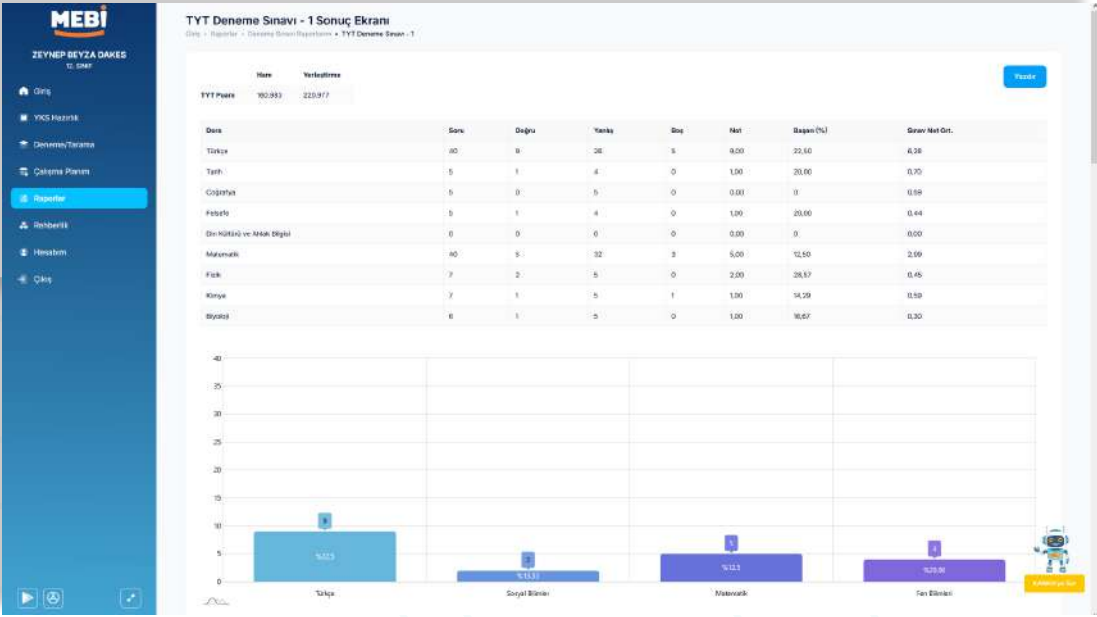 MEBİ
ZEYNEP BEYZA DAKES
12. SINIF
Giriş
YKS Hazırlık
Deneme/Tarama
Çalışma Planım
Raporlar
Rehberlik
Hesabım
Çıkış
TYT Deneme Sınavı - 1 Sonuç Ekranı
Giriş • Raporlar • Deneme Sınavı Raporlarım • TYT Deneme Sınavı - 1
Yazdır
Ham Yerleştirme
TYT Puanı
Ders Soru Doğru Yanlış Boş Net Başarı (%) Sınav Net Ort.
Türkçe 40 9 26 5 9,00 22,50 6,28
Tarih 5 1 4 0 1,00 20,00 0,70
Coğrafya 5 0 5 0 0,00 0 0,59
Felsefe 5 1 4 0 1,00 20,00 0,44
Din Kültürü ve Ahlak Bilgisi 0 0 0 0 0,00 0 0,00
Matematik 40 5 32 3 5,00 12,50 2,99
Fizik 7 2 5 0 2,00 28,57 0,45
Kimya 7 1 5 1 1,00 14,29 0,59
Biyoloji 6 1 5 0 1,00 16,67 0,30
40
35
30
25
20
15
10
5
0
9
2
5
4
%13,33
%12,5
Türkçe Sosyal Bilimler Matematik Fen Bilimleri